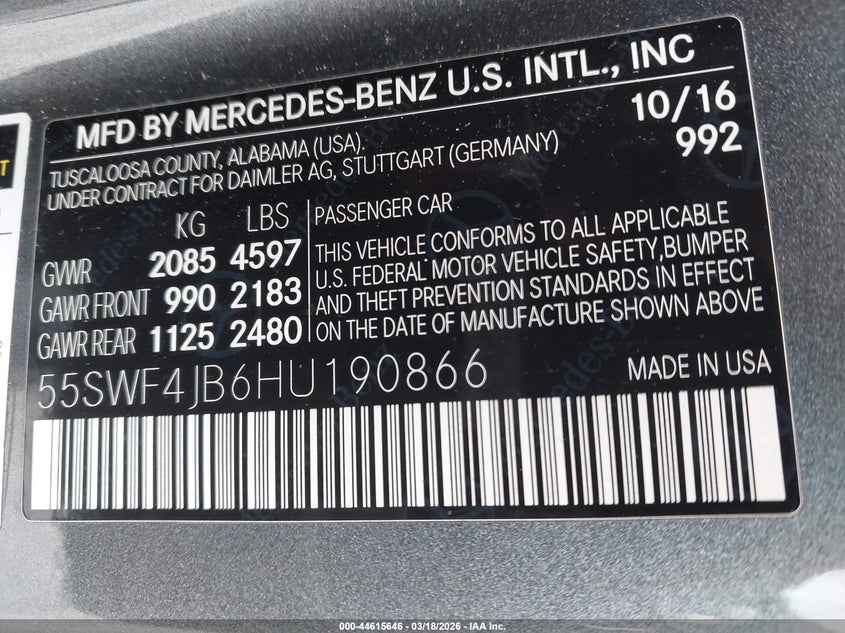 MFD BY MERCEDES-BENZ U.S. INTL., INC
10/16
992
TUSCALOOSA COUNTY, ALABAMA (USA).
UNDER CONTRACT FOR DAIMLER AG, STUTTGART (GERMANY)
KG LBS
GVWR 2085 4597
GAWR FRONT 990 2183
GAWR REAR 1125 2480
PASSENGER CAR
THIS VEHICLE CONFORMS TO ALL APPLICABLE
U.S. FEDERAL MOTOR VEHICLE SAFETY, BUMPER
AND THEFT PREVENTION STANDARDS IN EFFECT
ON THE DATE OF MANUFACTURE SHOWN ABOVE
55SWF4JB6HU190866
MADE IN USA
000-44615646 - 03/18/2026 - IAA Inc.